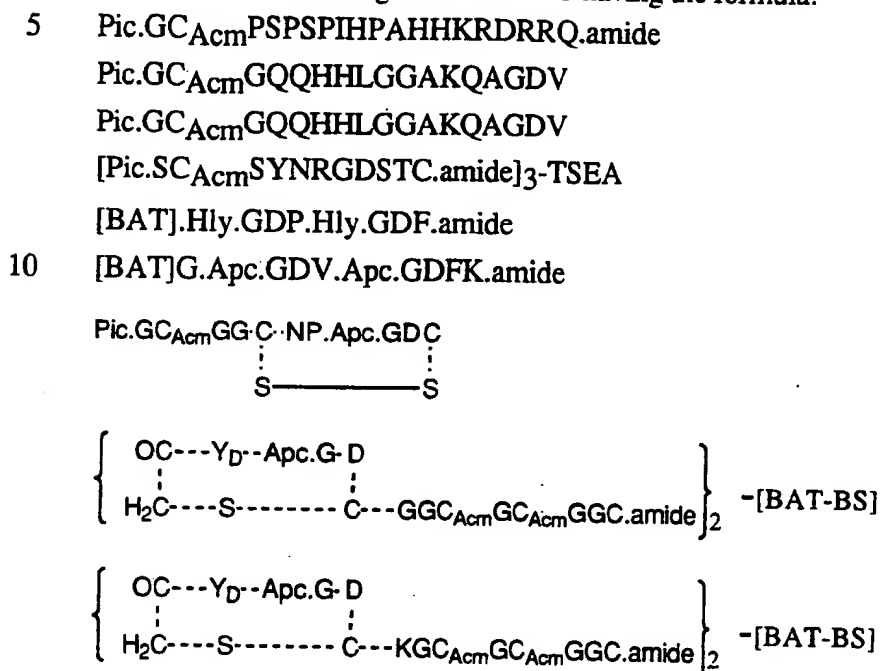 5 Pic.GCAcmPSPSPIHPAHHKRDRRQ.amide
Pic.GCAcmGQQHHLGGAKQAGDV
Pic.GCAcmGQQHHLGGAKQAGDV
[Pic.SCAcmSYNRGDSTC.amide]3-TSEA
[BAT].Hly.GDP.Hly.GDF.amide
10 [BAT]G.Apc.GDV.Apc.GDFK.amide
Pic.GCAcmGG·C··NP.Apc.GDC
S————S
OC---YD--Apc.G-D
H2C----S--------C---GGCAcmGCAcmGGC.amide 2 -[BAT-BS]
OC---YD--Apc.G-D
H2C----S--------C---KGCAcmGCAcmGGC.amide 2 -[BAT-BS]